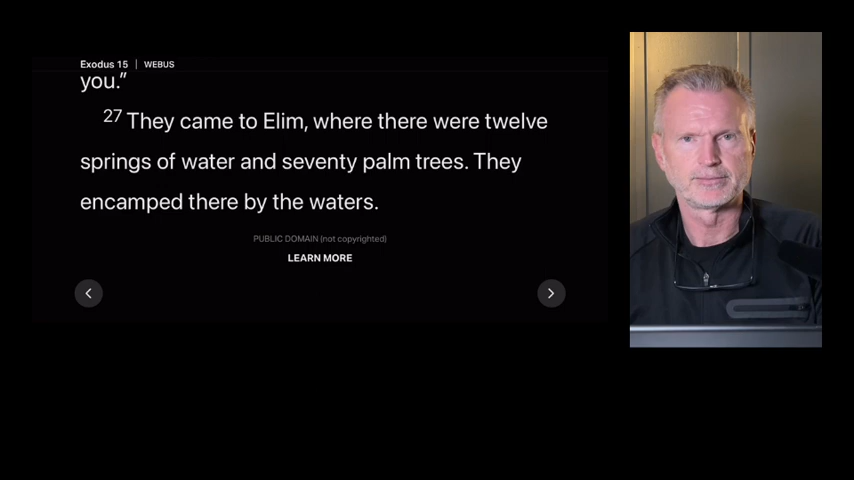 Exodus 15 | WEBUS
you.”
27 They came to Elim, where there were twelve
springs of water and seventy palm trees. They
encamped there by the waters.
PUBLIC DOMAIN (not copyrighted)
LEARN MORE